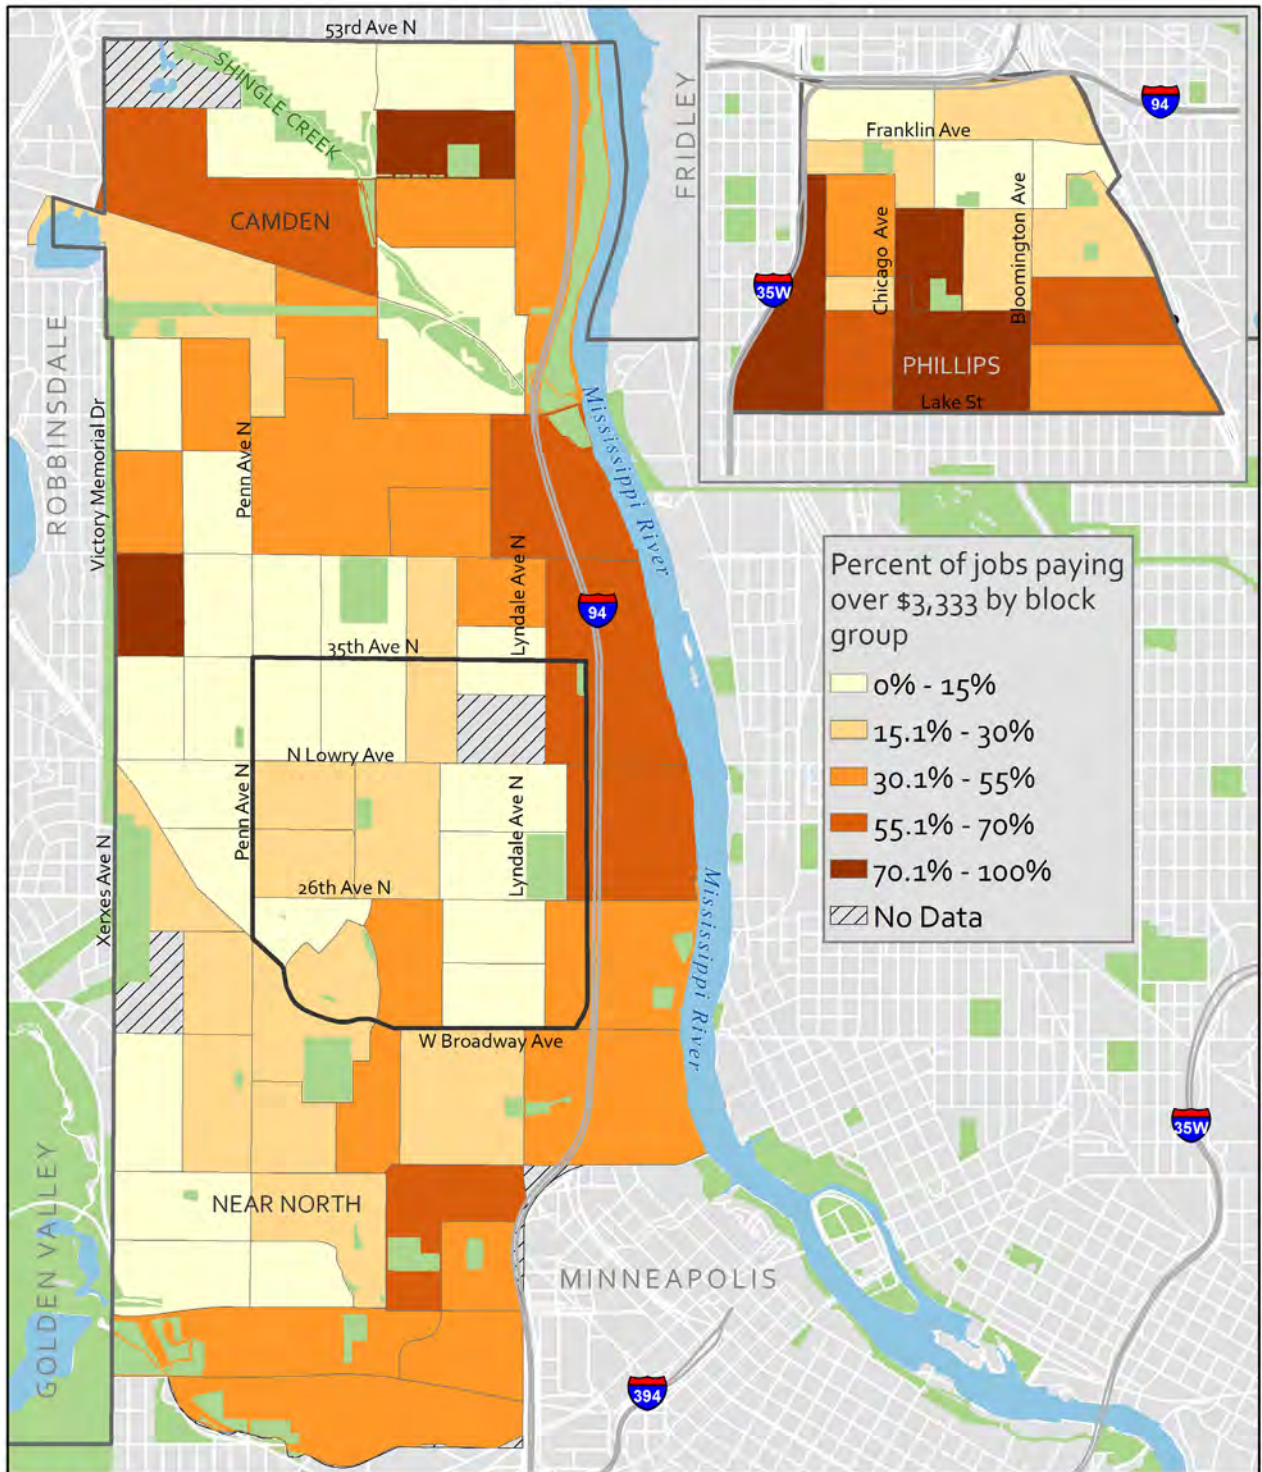 53rd Ave N
SHINGLE CREEK
FRIDLEY
94
Franklin Ave
CAMDEN
Chicago Ave
Bloomington Ave
35W
ROBBINSDALE
PHILLIPS
Lake St
Victory Memorial Dr
Penn Ave N
Mississippi River
Lyndale Ave N
94
Percent of jobs paying
over $3,333 by block
group
0% - 15%
15.1% - 30%
30.1% - 55%
55.1% - 70%
70.1% - 100%
No Data
35th Ave N
N Lowry Ave
Penn Ave N
Lyndale Ave N
Xerxes Ave N
26th Ave N
Mississippi River
W Broadway Ave
35W
GOLDEN VALLEY
NEAR NORTH
MINNEAPOLIS
394